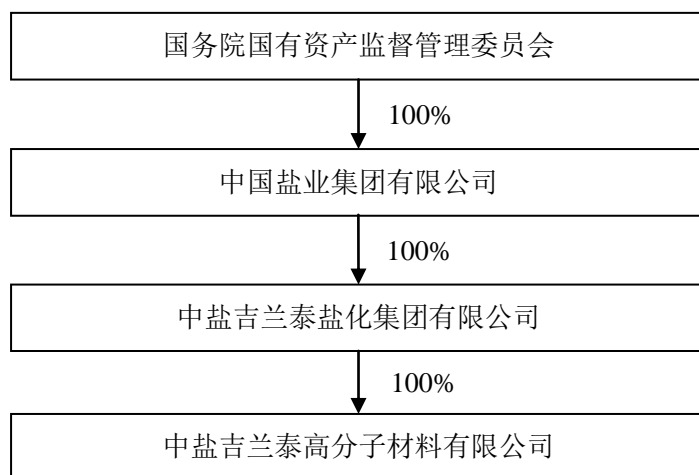 国务院国有资产监督管理委员会
100%
中国盐业集团有限公司
100%
中盐吉兰泰盐化集团有限公司
100%
中盐吉兰泰高分子材料有限公司